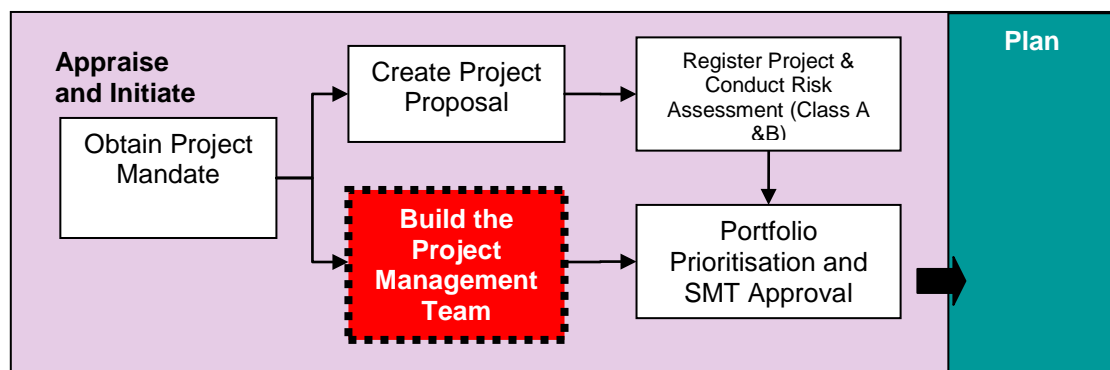 Appraise
and Initiate
Obtain Project
Mandate
Create Project
Proposal
Register Project &
Conduct Risk
Assessment (Class A
&B)
Build the
Project
Management
Team
Portfolio
Prioritisation and
SMT Approval
Plan